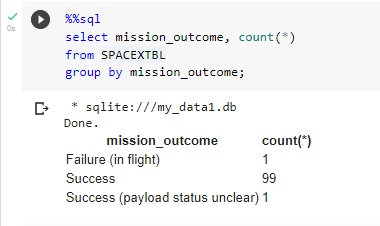 %%sql
select mission_outcome, count(*)
from SPACEXTBL
group by mission_outcome;
0s
* sqlite:///my_data1.db
Done.
mission_outcome count(*)
Failure (in flight) 1
Success 99
Success (payload status unclear) 1